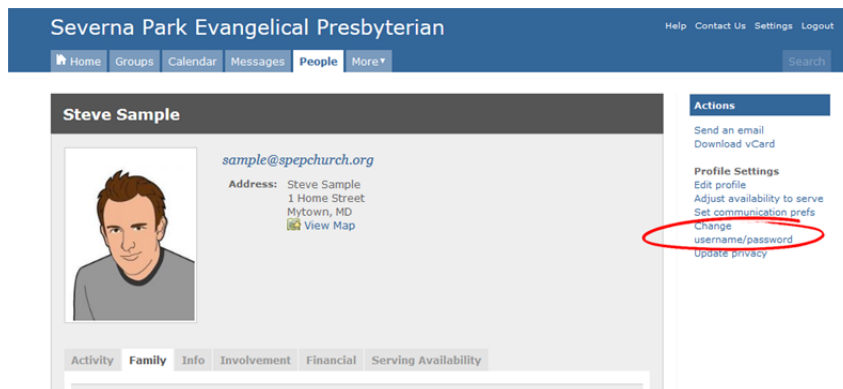 Severna Park Evangelical Presbyterian
Help Contact Us Settings Logout
Home Groups Calendar Messages People More▼
Search
Steve Sample
sample@spepchurch.org
Address: Steve Sample
1 Home Street
Mytown, MD
View Map
Activity Family Info Involvement Financial Serving Availability
Actions
Send an email
Download vCard
Profile Settings
Edit profile
Adjust availability to serve
Set communication prefs
Change
username/password
Update privacy